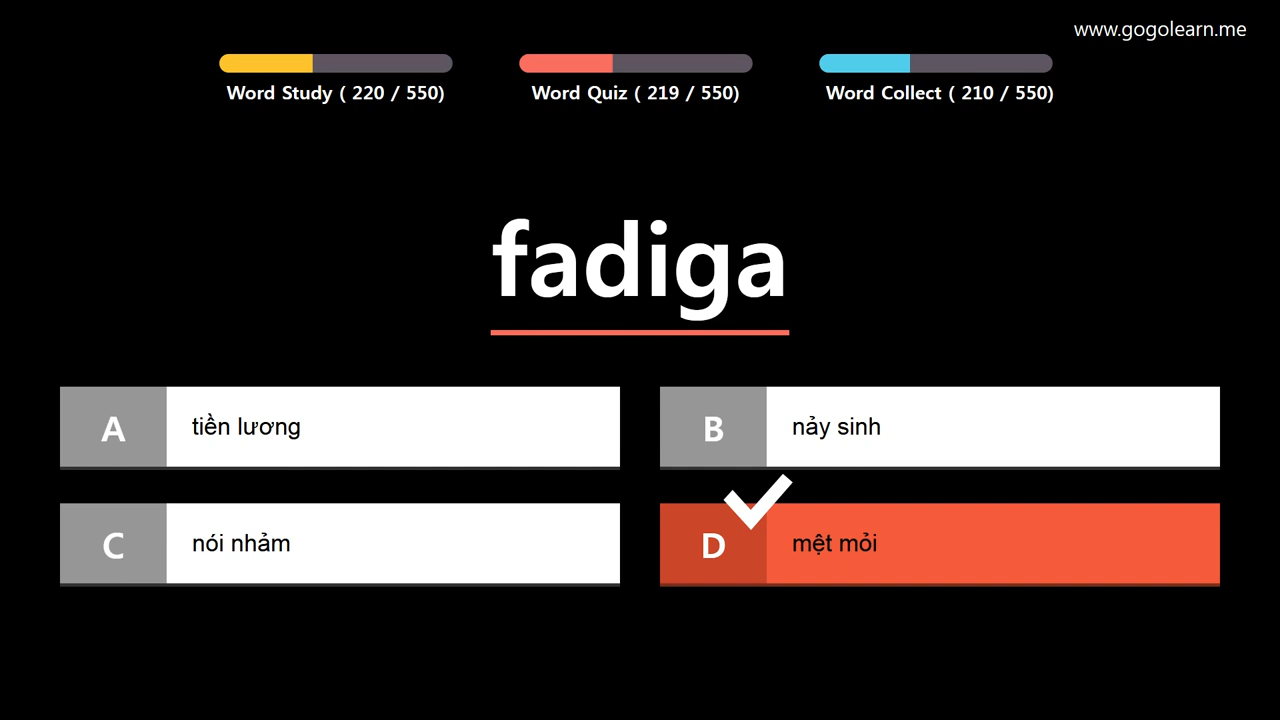 www.gogolearn.me
Word Study ( 220 / 550)
Word Quiz ( 219 / 550)
Word Collect ( 210 / 550)
fadiga
A tiền lương
B nảy sinh
C nói nhảm
D mệt mỏi